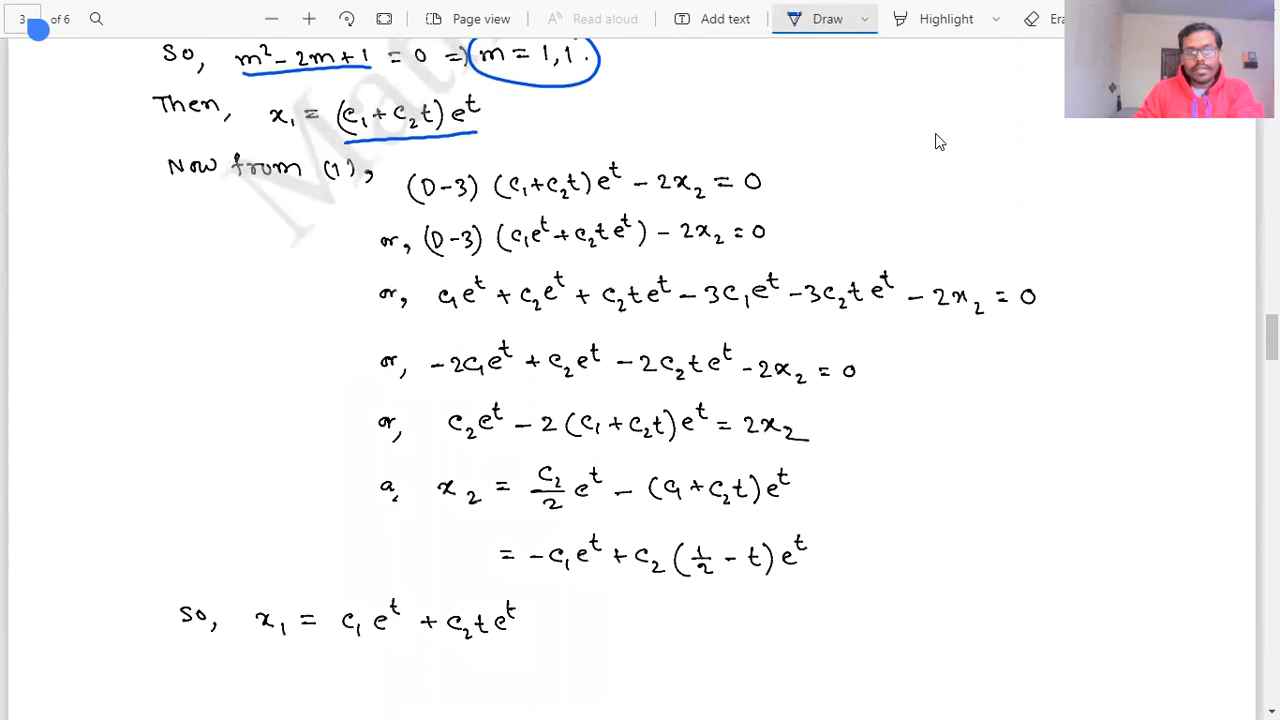 3 of 6 Page view Read aloud Add text Draw Highlight
So, m² - 2m + 1 = 0 ⇒ m = 1, 1.
Then, x₁ = (c₁ + c₂t) eᵗ
Now from (1), (D-3) (c₁+c₂t)eᵗ - 2x₂ = 0
or, (D-3) (c₁eᵗ + c₂teᵗ) - 2x₂ = 0
or, c₁eᵗ + c₂eᵗ + c₂teᵗ - 3c₁eᵗ - 3c₂teᵗ - 2x₂ = 0
or, -2c₁eᵗ + c₂eᵗ - 2c₂teᵗ - 2x₂ = 0
or, c₂eᵗ - 2(c₁ + c₂t)eᵗ = 2x₂
x₂ = c₂/2 eᵗ - (c₁+c₂t)eᵗ
= -c₁eᵗ + c₂(1/2 - t)eᵗ
So, x₁ = c₁eᵗ + c₂teᵗ